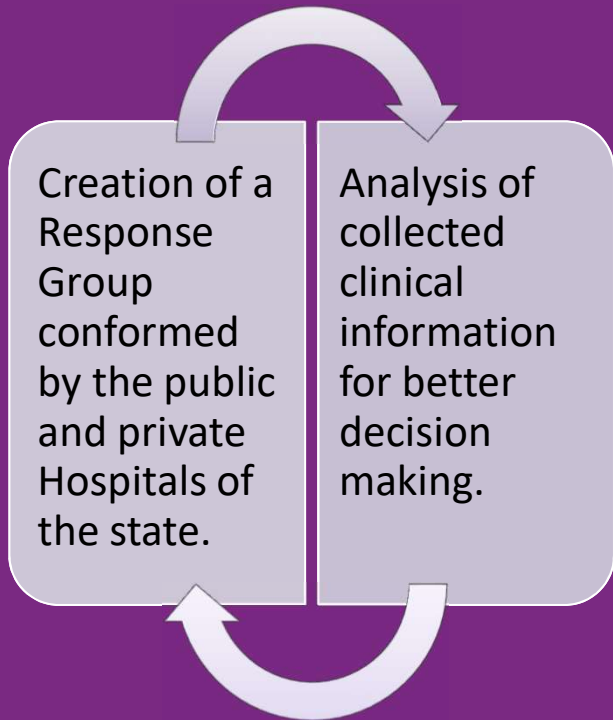 Creation of a
Response
Group
conformed
by the public
and private
Hospitals of
the state.
Analysis of
collected
clinical
information
for better
decision
making.